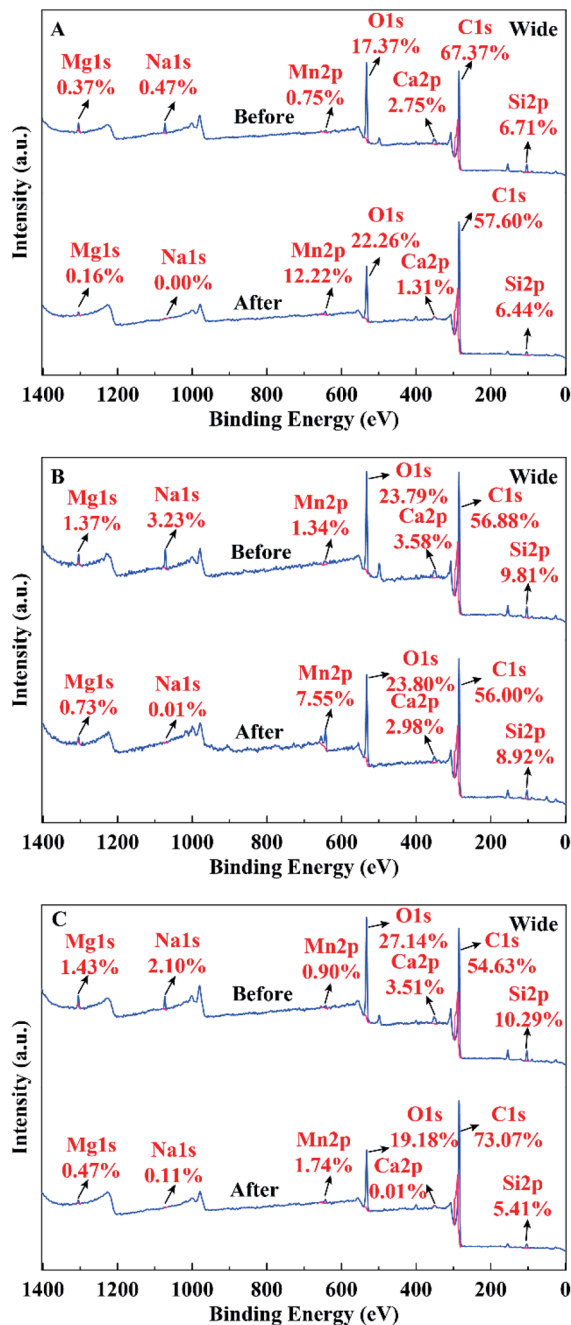 A
Wide
O1s
17.37%
C1s
67.37%
Mg1s
0.37%
Na1s
0.47%
Mn2p
0.75%
Ca2p
2.75%
Si2p
6.71%
Before
C1s
57.60%
O1s
22.26%
Mg1s
0.16%
Na1s
0.00%
Mn2p
12.22%
Ca2p
1.31%
Si2p
6.44%
After
Intensity (a.u.)
1400 1200 1000 800 600 400 200 0
Binding Energy (eV)
B
Wide
O1s
23.79%
C1s
56.88%
Mg1s
1.37%
Na1s
3.23%
Mn2p
1.34%
Ca2p
3.58%
Si2p
9.81%
Before
O1s
23.80%
C1s
56.00%
Mg1s
0.73%
Na1s
0.01%
Mn2p
7.55%
Ca2p
2.98%
Si2p
8.92%
After
Intensity (a.u.)
1400 1200 1000 800 600 400 200 0
Binding Energy (eV)
C
Wide
O1s
27.14%
C1s
54.63%
Mg1s
1.43%
Na1s
2.10%
Mn2p
0.90%
Ca2p
3.51%
Si2p
10.29%
Before
O1s
19.18%
C1s
73.07%
Mg1s
0.47%
Na1s
0.11%
Mn2p
1.74%
Ca2p
0.01%
Si2p
5.41%
After
Intensity (a.u.)
1400 1200 1000 800 600 400 200 0
Binding Energy (eV)